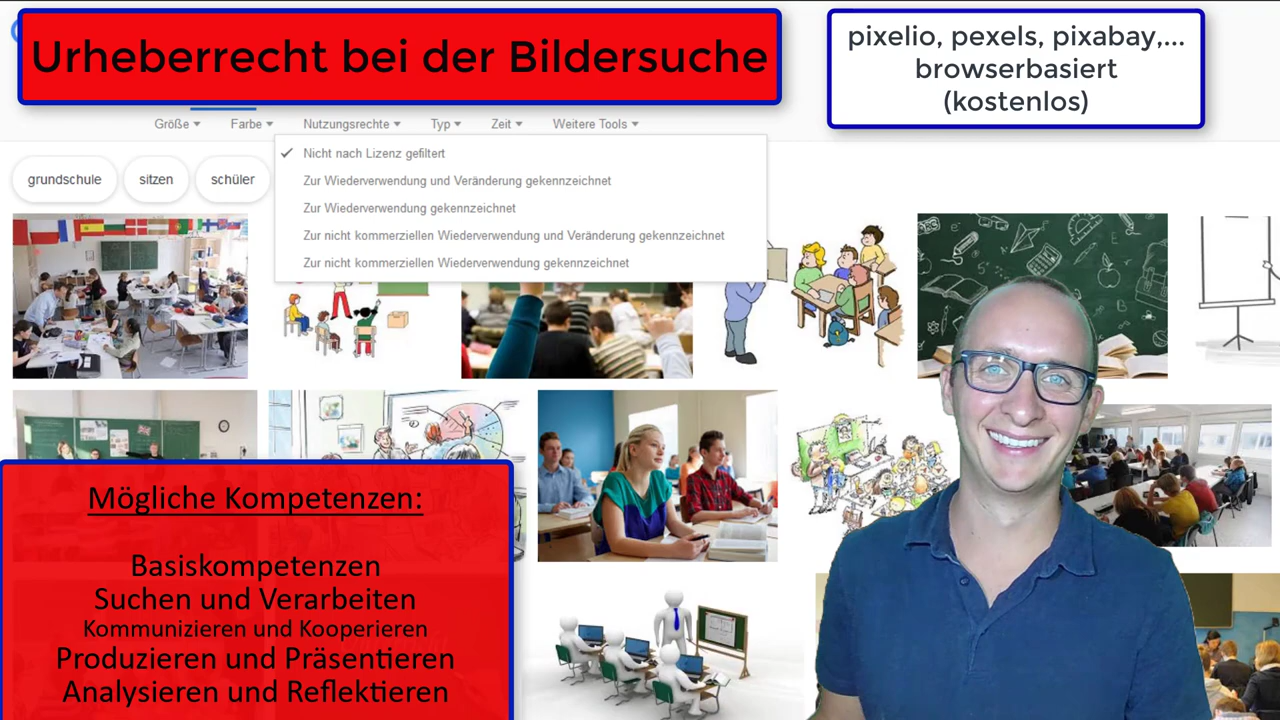 Urheberrecht bei der Bildersuche
pixelio, pexels, pixabay,...
browserbasiert
(kostenlos)
Größe Farbe Nutzungsrechte Typ Zeit Weitere Tools
Nicht nach Lizenz gefiltert
Zur Wiederverwendung und Veränderung gekennzeichnet
Zur Wiederverwendung gekennzeichnet
Zur nicht kommerziellen Wiederverwendung und Veränderung gekennzeichnet
Zur nicht kommerziellen Wiederverwendung gekennzeichnet
grundschule sitzen schüler
Mögliche Kompetenzen:
Basiskompetenzen
Suchen und Verarbeiten
Kommunizieren und Kooperieren
Produzieren und Präsentieren
Analysieren und Reflektieren